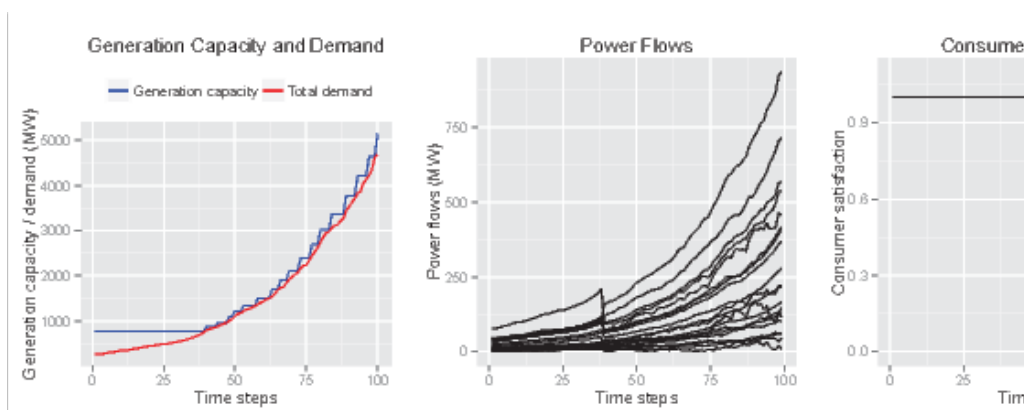 Generation Capacity and Demand
Generation capacity Total demand
Generation capacity / demand (MW)
5000
4000
3000
2000
1000
0 25 50 75 100
Time steps
Power Flows
Power flows (MW)
750
500
250
0
0 25 50 75 100
Time steps
Consume
Consumer satisfaction
0.9
0.6
0.3
0.0
0 25
Tim